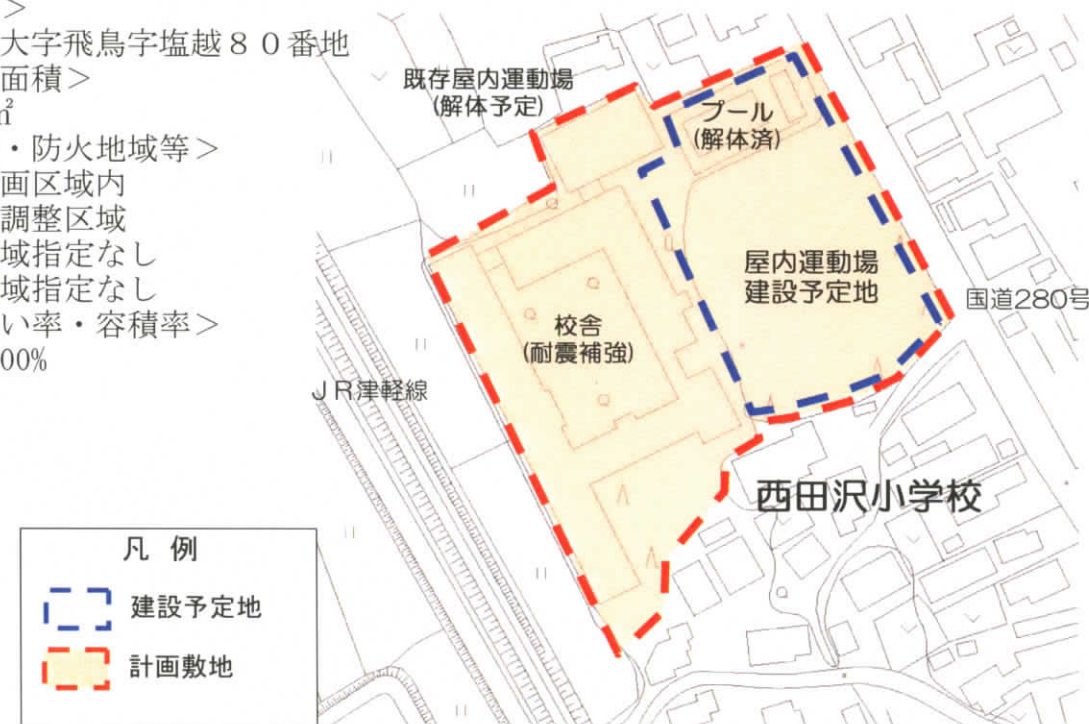 ＞
大字飛鳥字塩越８０番地
面積＞
㎡
・防火地域等＞
画区域内
調整区域
域指定なし
域指定なし
い率・容積率＞
00%
既存屋内運動場
(解体予定)
プール
(解体済)
屋内運動場
建設予定地
国道280号
校舎
(耐震補強)
ＪＲ津軽線
西田沢小学校
凡 例
建設予定地
計画敷地